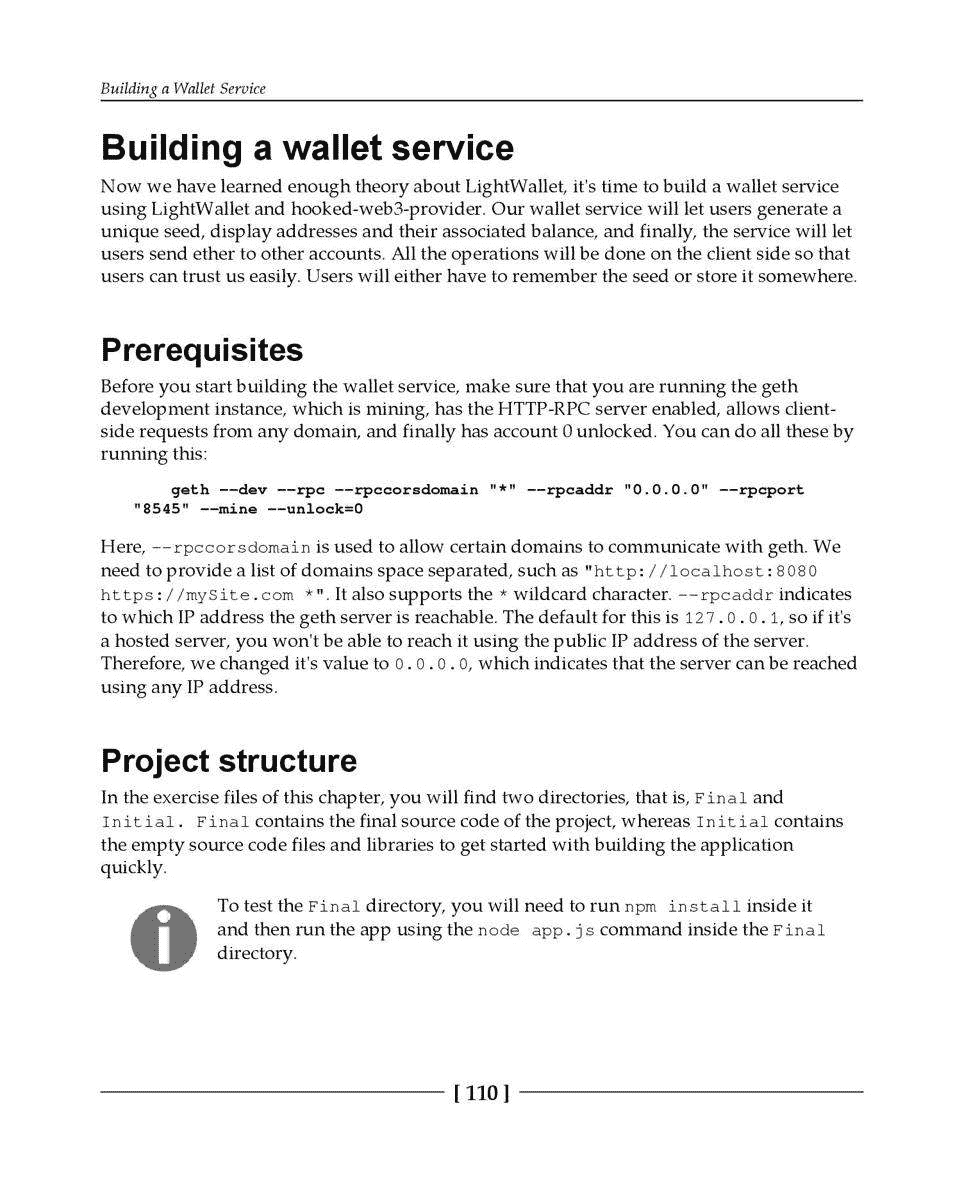 Building a Wallet Service
Building a wallet service
Now we have learned enough theory about LightWallet, it's time to build a wallet service
using LightWallet and hooked-web3-provider. Our wallet service will let users generate a
unique seed, display addresses and their associated balance, and finally, the service will let
users send ether to other accounts. All the operations will be done on the client side so that
users can trust us easily. Users will either have to remember the seed or store it somewhere.
Prerequisites
Before you start building the wallet service, make sure that you are running the geth
development instance, which is mining, has the HTTP-RPC server enabled, allows client-
side requests from any domain, and finally has account 0 unlocked. You can do all these by
running this:
geth --dev --rpc --rpccorsdomain "*" --rpcaddr "0.0.0.0" --rpcport
"8545" --mine --unlock=0
Here, --rpccorsdomain is used to allow certain domains to communicate with geth. We
need to provide a list of domains space separated, such as "http://localhost:8080
https://mySite.com *". It also supports the * wildcard character. --rpcaddr indicates
to which IP address the geth server is reachable. The default for this is 127.0.0.1, so if it's
a hosted server, you won't be able to reach it using the public IP address of the server.
Therefore, we changed it's value to 0.0.0.0, which indicates that the server can be reached
using any IP address.
Project structure
In the exercise files of this chapter, you will find two directories, that is, Final and
Initial. Final contains the final source code of the project, whereas Initial contains
the empty source code files and libraries to get started with building the application
quickly.
To test the Final directory, you will need to run npm install inside it
and then run the app using the node app.js command inside the Final
directory.
[ 110 ]